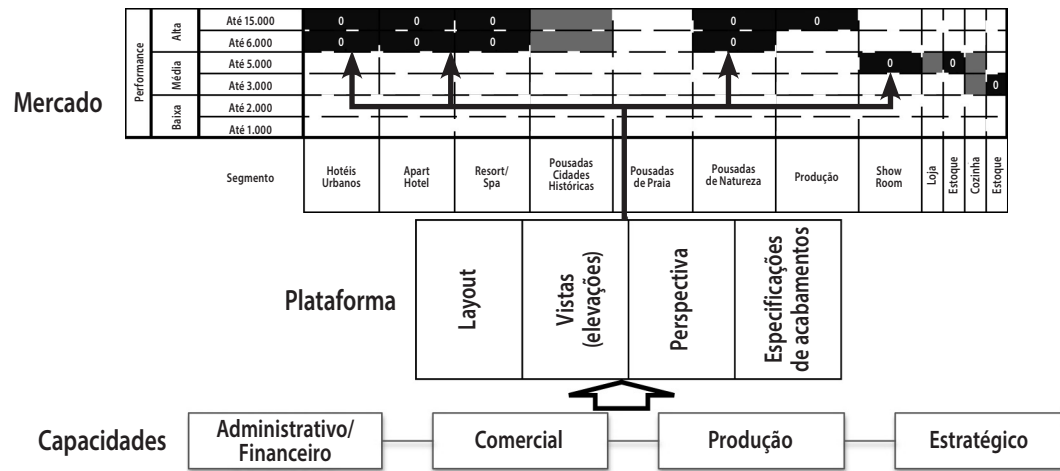 Mercado
Performance
Alta
Média
Baixa
Até 15.000 0 0 0 0 0
Até 6.000 0 0 0 0
Até 5.000 0 0
Até 3.000 0
Até 2.000
Até 1.000
Segmento
Hotéis
Urbanos
Apart
Hotel
Resort/
Spa
Pousadas
Cidades
Históricas
Pousadas
de Praia
Pousadas
de Natureza
Produção
Show
Room
Loja
Estoque
Cozinha
Estoque
Plataforma
Layout
Vistas
(elevações)
Perspectiva
Especificações
de acabamentos
Capacidades
Administrativo/
Financeiro
Comercial
Produção
Estratégico